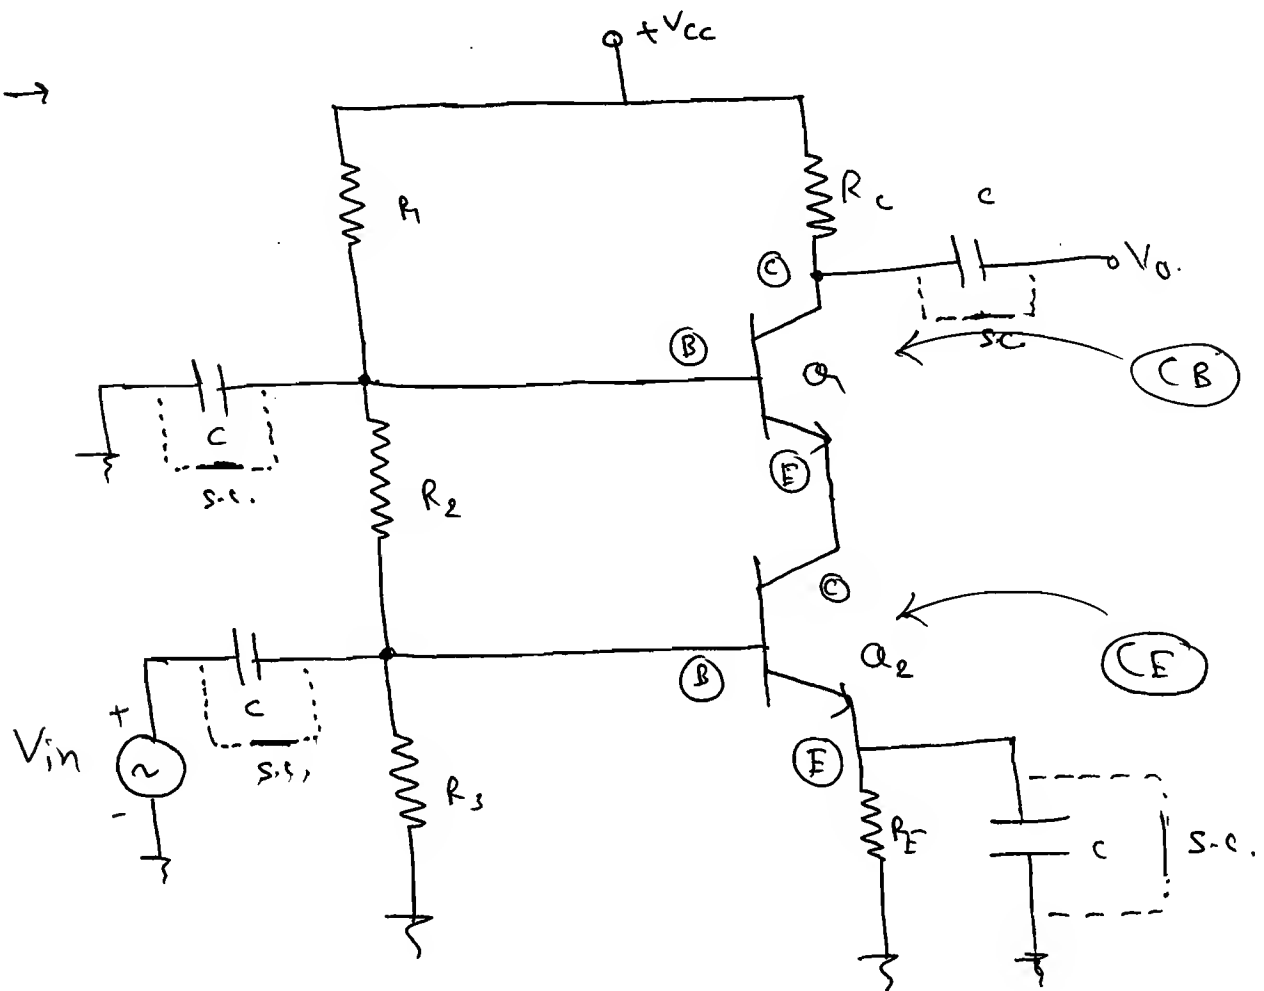 →
+Vcc
R1
Rc
C
C
Vo.
S.C
B
Q1
CB
C
S.C.
E
R2
C
Q2
CE
B
C
Vin
+
~
-
S.C.
E
R3
RE
C
S.C.